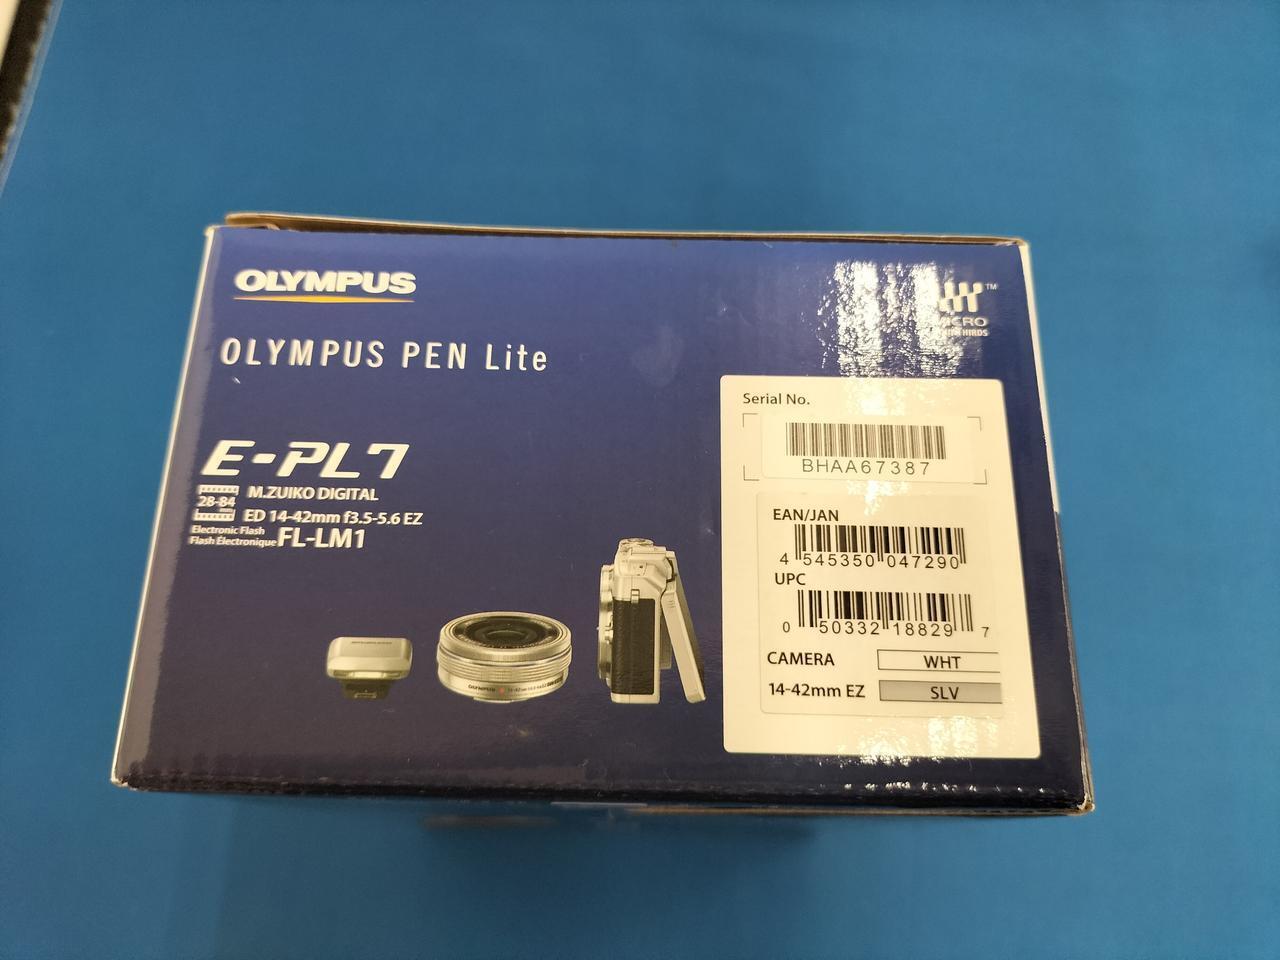 OLYMPUS
OLYMPUS PEN Lite
E-PL7
28-84
M.ZUIKO DIGITAL
ED 14-42mm f3.5-5.6 EZ
Electronic Flash
Flash Électronique FL-LM1
TM
MICRO
Serial No.
BHAA67387
EAN/JAN
4 545350 047290
UPC
0 50332 18829 7
CAMERA WHT
14-42mm EZ SLV